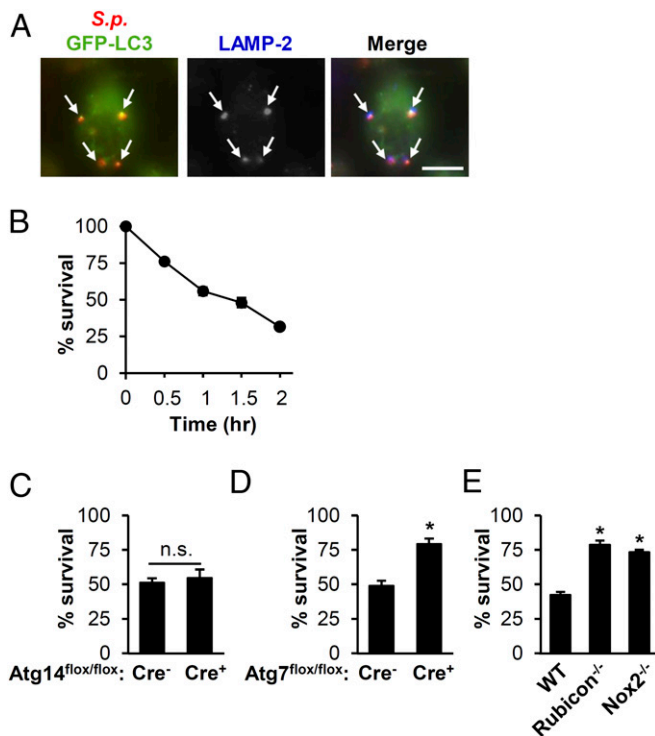 A
S.p.
GFP-LC3 LAMP-2 Merge
B
100
75
50
25
0
% survival
0 0.5 1 1.5 2
Time (hr)
C D E
100
75
50
25
0
% survival
n.s.
Atg14flox/flox: Cre- Cre+
100
75
50
25
0
% survival
*
Atg7flox/flox: Cre- Cre+
100
75
50
25
0
% survival
* *
WT Rubicon-/- Nox2-/-